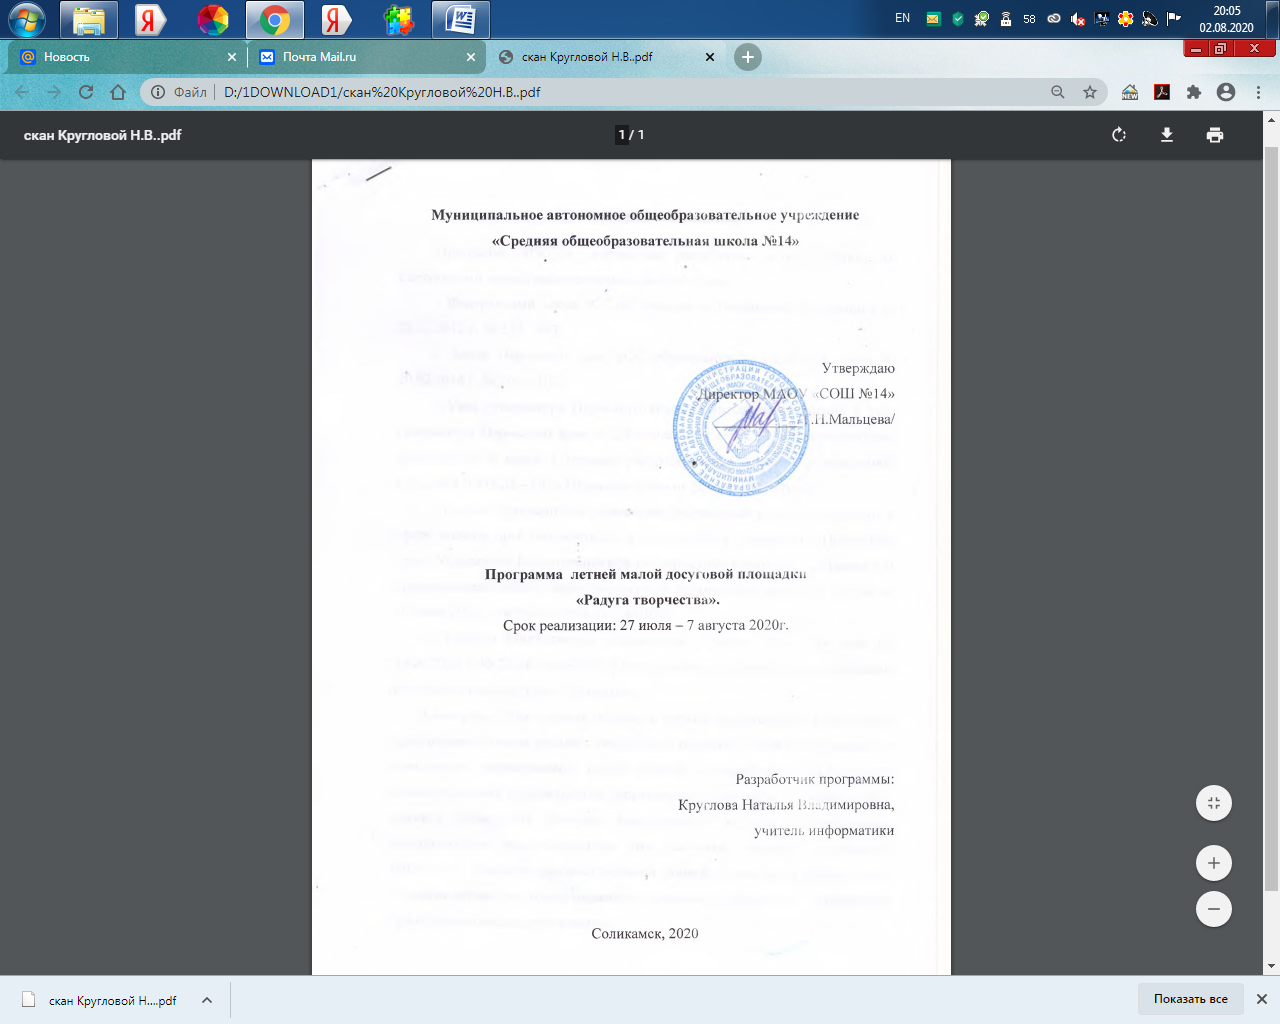 EN
58
20:05
02.08.2020
Новость
Почта Mail.ru
скан Кругловой Н.В..pdf
Файл
D:/1DOWNLOAD1/скан%20Кругловой%20Н.В..pdf
NEW
скан Кругловой Н.В..pdf
1 / 1
Муниципальное автономное общеобразовательное учреждение
«Средняя общеобразовательная школа №14»
Утверждаю
Директор МАОУ «СОШ №14»
Н.Мальцева/
Программа летней малой досуговой площадки
«Радуга творчества».
Срок реализации: 27 июля – 7 августа 2020г.
Разработчик программы:
Круглова Наталья Владимировна,
учитель информатики
Соликамск, 2020
скан Кругловой Н....pdf
Показать все